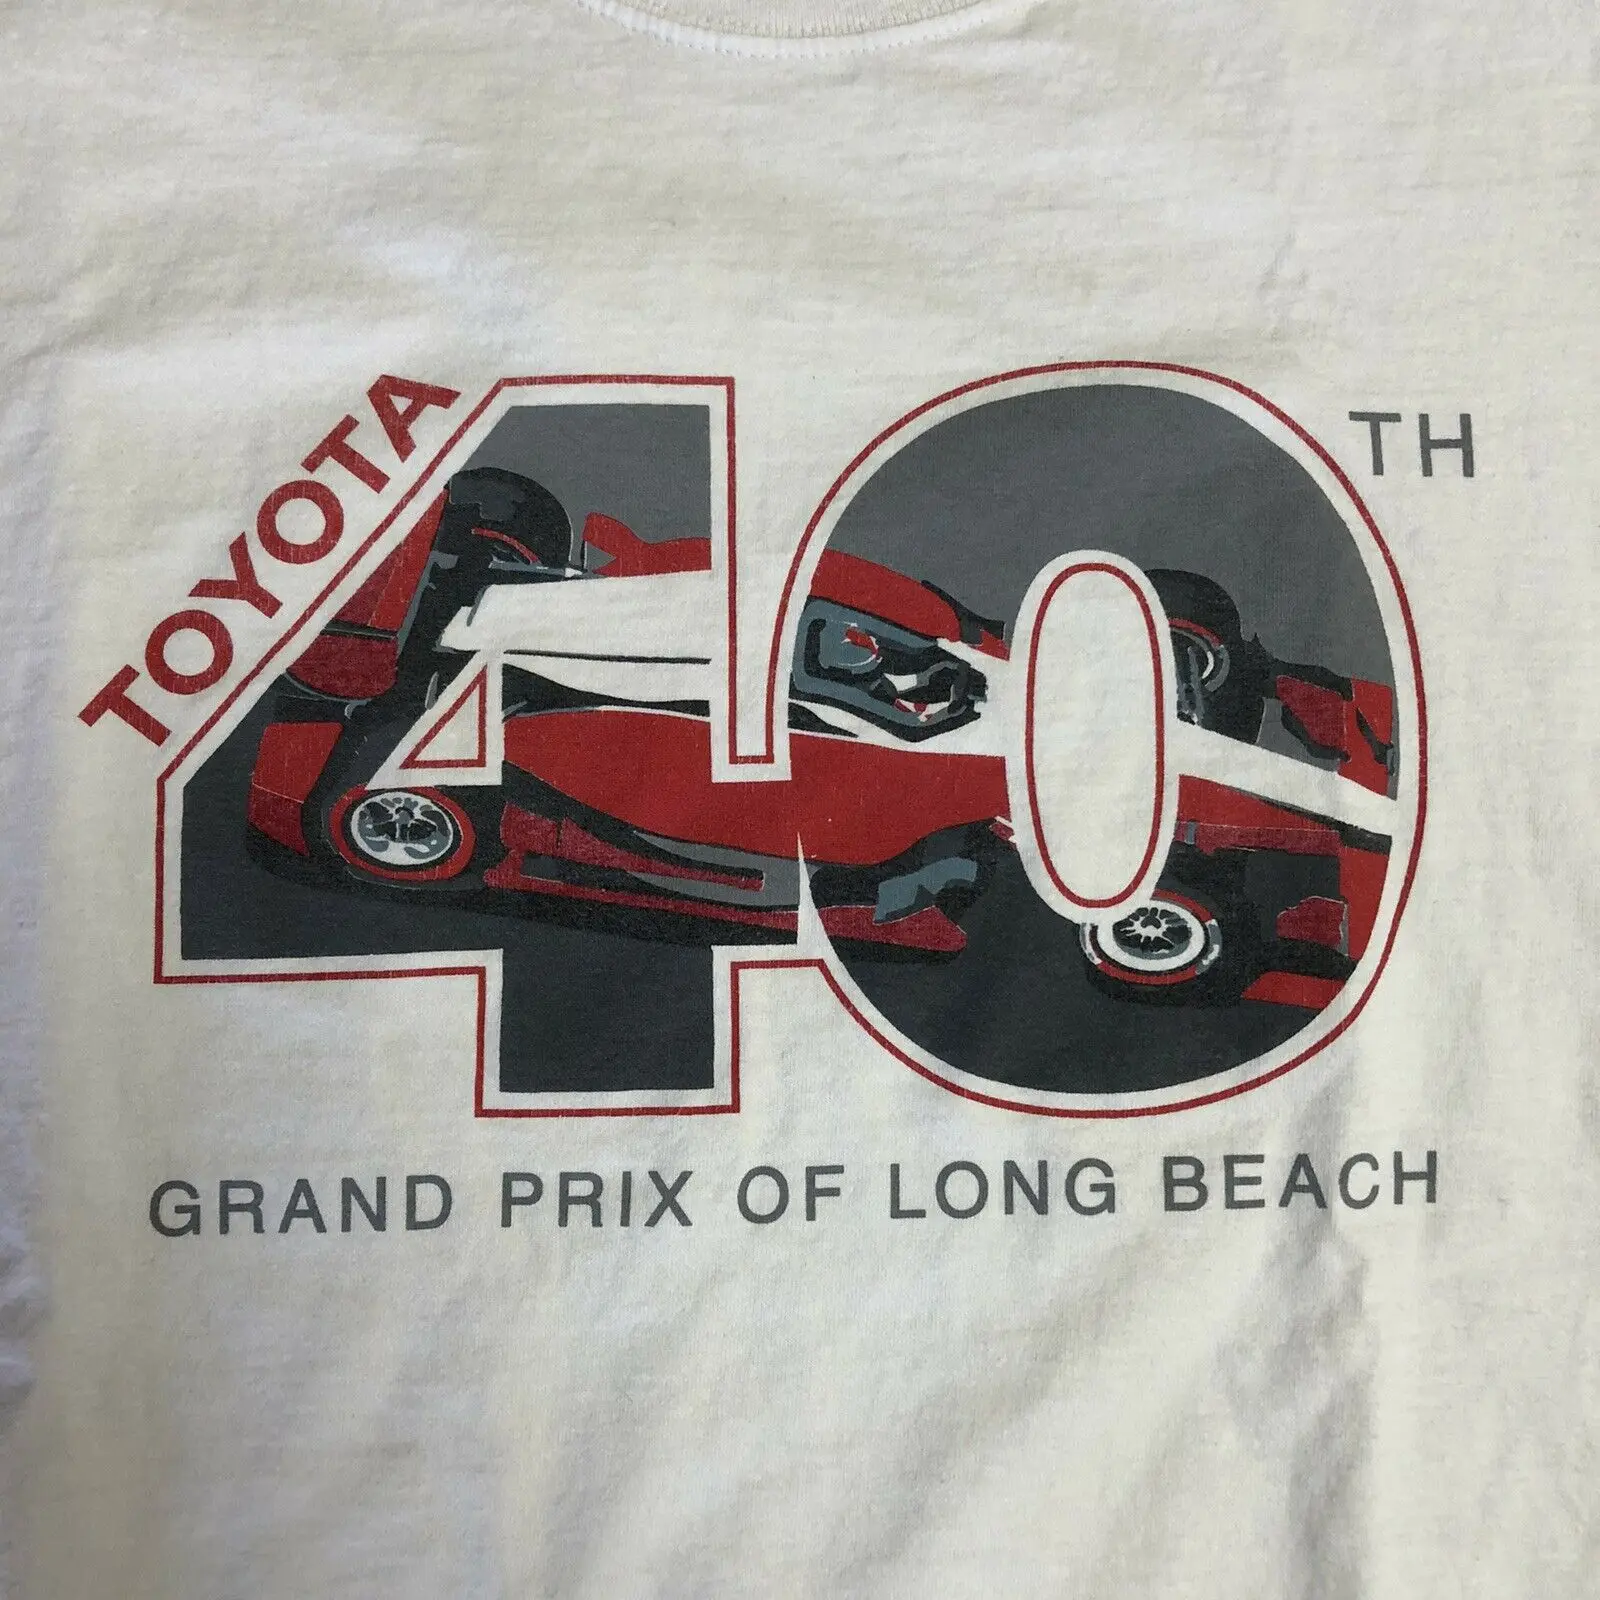 TOYOTA
40TH
GRAND PRIX OF LONG BEACH